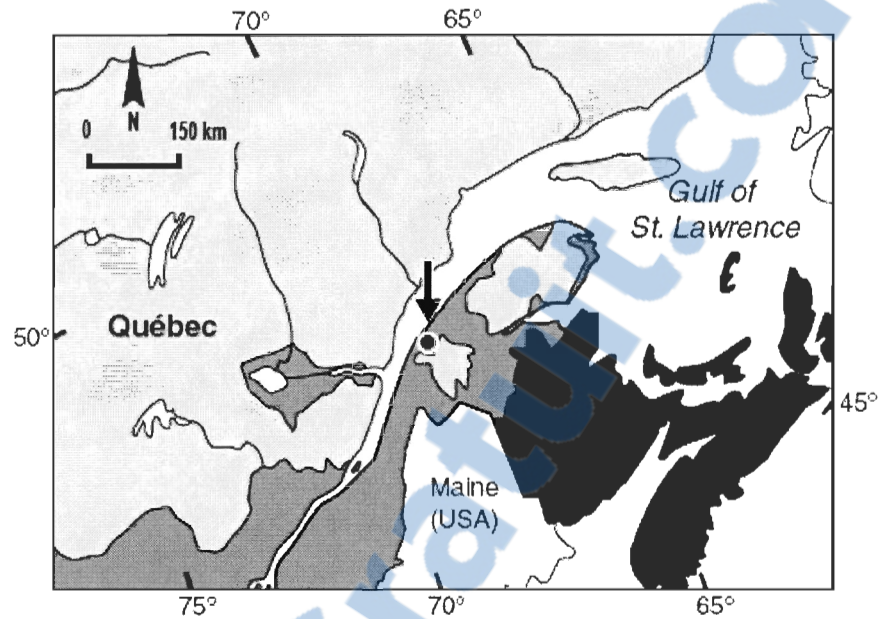 70° 65°
N
0 150 km
Gulf of
St. Lawrence
Québec
50°
45°
Maine
(USA)
75° 70° 65°